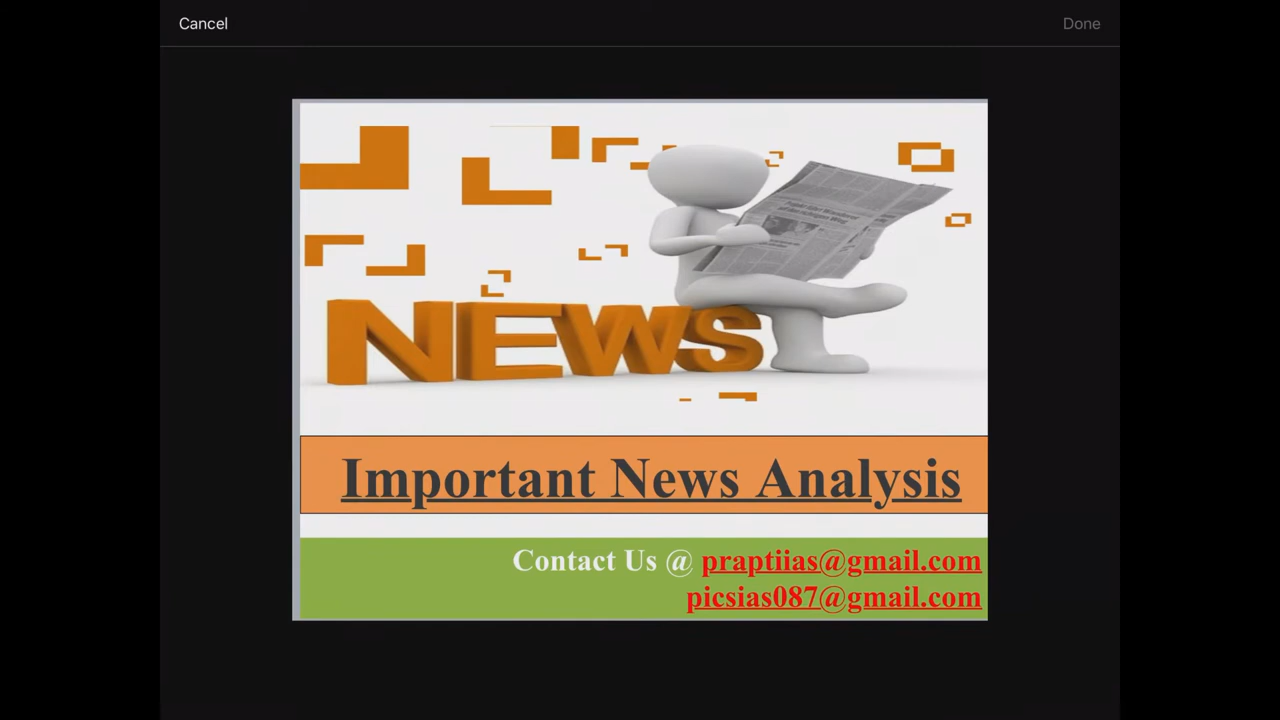 Cancel
Done
NEWS
Important News Analysis
Contact Us @ praptiias@gmail.com
picsias087@gmail.com